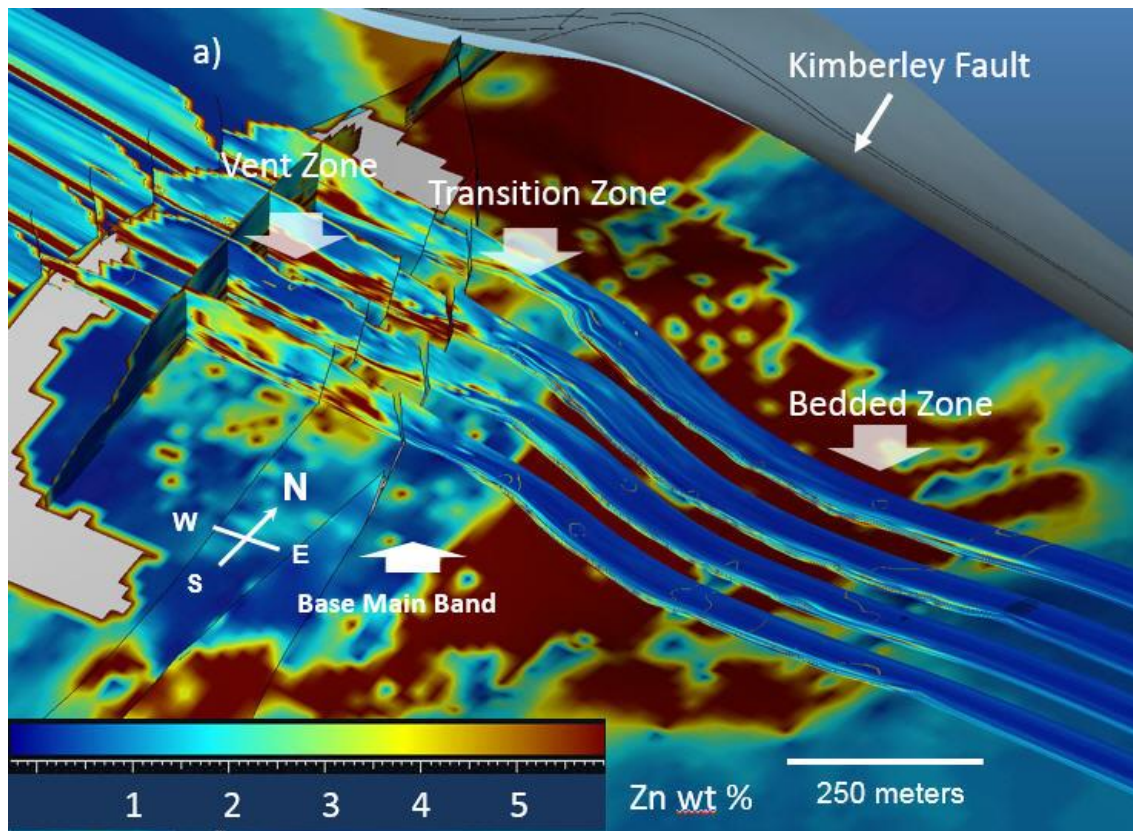 a)
Kimberley Fault
Vent Zone
Transition Zone
Bedded Zone
N
W
E
S
Base Main Band
1 2 3 4 5
Zn wt %
250 meters